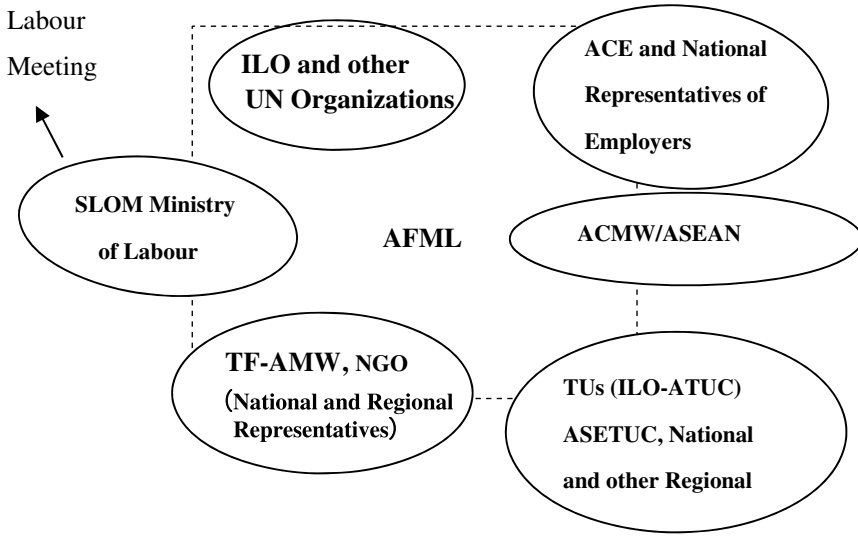 Labour
Meeting
ILO and other
UN Organizations
ACE and National
Representatives of
Employers
SLOM Ministry
of Labour
AFML
ACMW/ASEAN
TF-AMW, NGO
(National and Regional
Representatives)
TUs (ILO-ATUC)
ASETUC, National
and other Regional